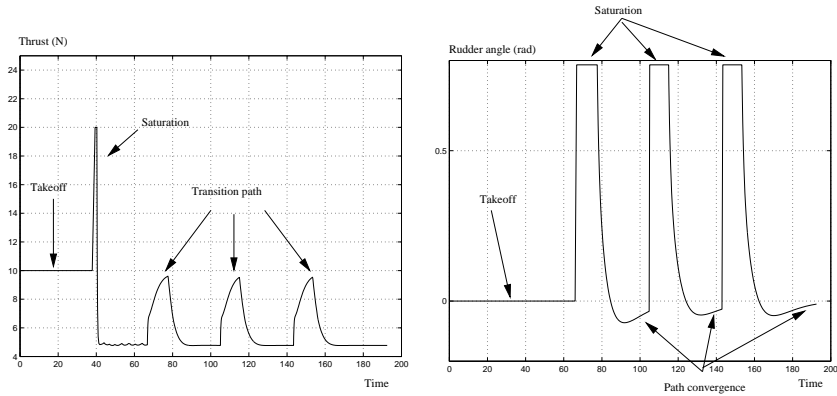 Thrust (N)
24
22
20
18
16
14
12
10
8
6
4
0 20 40 60 80 100 120 140 160 180 200
Time
Takeoff
Saturation
Transition path
Saturation
Rudder angle (rad)
0.5
0
0 20 40 60 80 100 120 140 160 180 200
Time
Takeoff
Path convergence